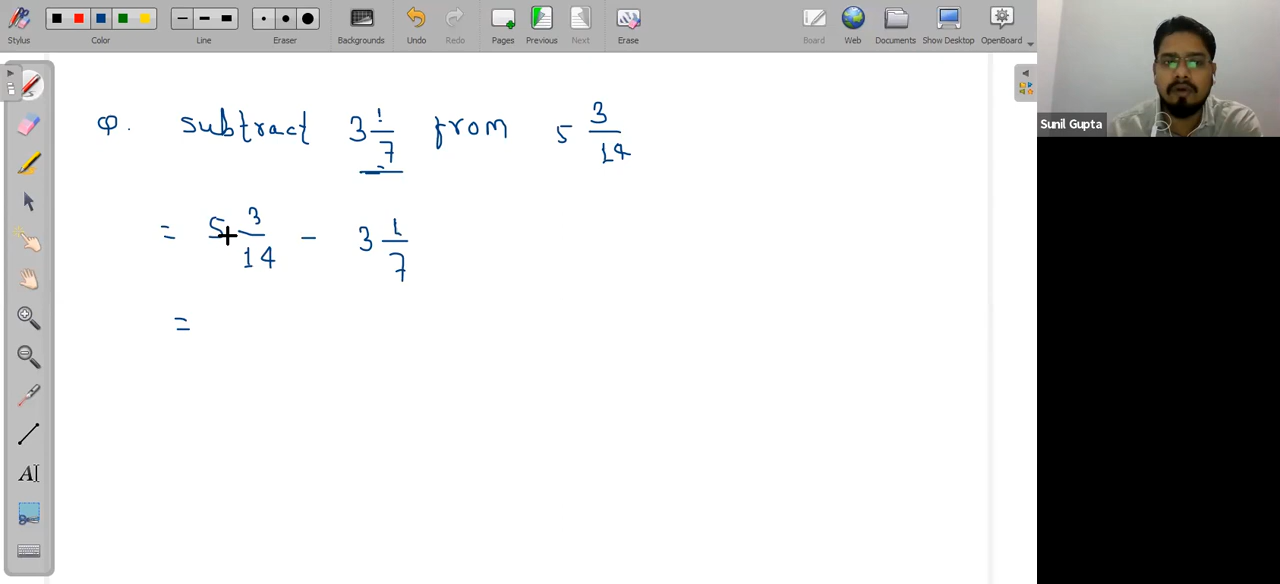 Stylus Color Line Eraser Backgrounds Undo Redo Pages Previous Next Erase Board Web Documents Show Desktop OpenBoard
Sunil Gupta
Q. subtract 3 1/7 from 5 3/14
= 5 3/14 - 3 1/7
=
AI